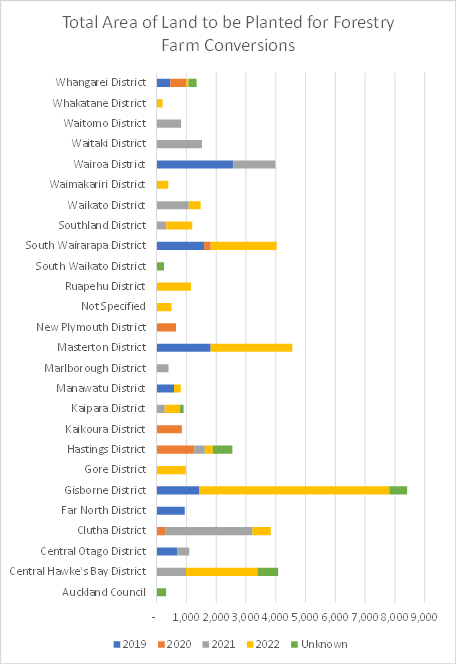 Total Area of Land to be Planted for Forestry
Farm Conversions
Whangarei District
Whakatane District
Waitomo District
Waitaki District
Wairoa District
Waimakariri District
Waikato District
Southland District
South Wairarapa District
South Waikato District
Ruapehu District
Not Specified
New Plymouth District
Masterton District
Marlborough District
Manawatu District
Kaipara District
Kaikoura District
Hastings District
Gore District
Gisborne District
Far North District
Clutha District
Central Otago District
Central Hawke's Bay District
Auckland Council
- 1,000 2,000 3,000 4,000 5,000 6,000 7,000 8,000 9,000
2019 2020 2021 2022 Unknown